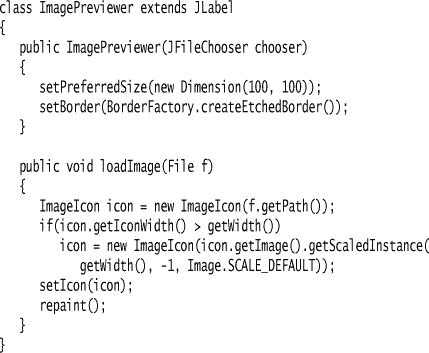 class ImagePreviewer extends JLabel
{
   public ImagePreviewer(JFileChooser chooser)
   {
      setPreferredSize(new Dimension(100, 100));
      setBorder(BorderFactory.createEtchedBorder());
   }

   public void loadImage(File f)
   {
      ImageIcon icon = new ImageIcon(f.getPath());
      if(icon.getIconWidth() > getWidth())
         icon = new ImageIcon(icon.getImage().getScaledInstance(
            getWidth(), -1, Image.SCALE_DEFAULT));
      setIcon(icon);
      repaint();
   }
}